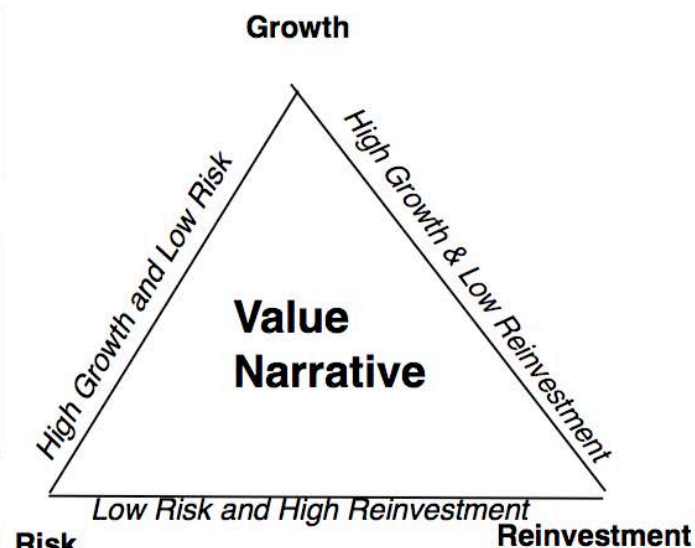 Growth
High Growth and Low Risk
High Growth & Low Reinvestment
Value
Narrative
Low Risk and High Reinvestment
Risk
Reinvestment